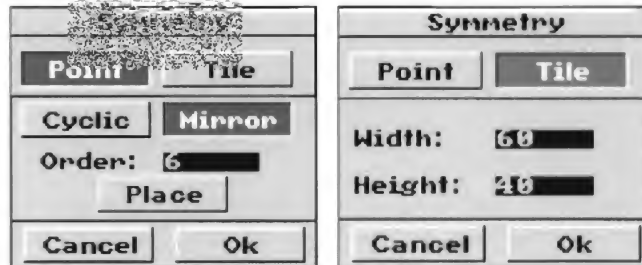 Point Tile
Cyclic Mirror
Order: 6
Place
Cancel Ok
Symmetry
Point Tile
Width: 60
Height: 40
Cancel Ok